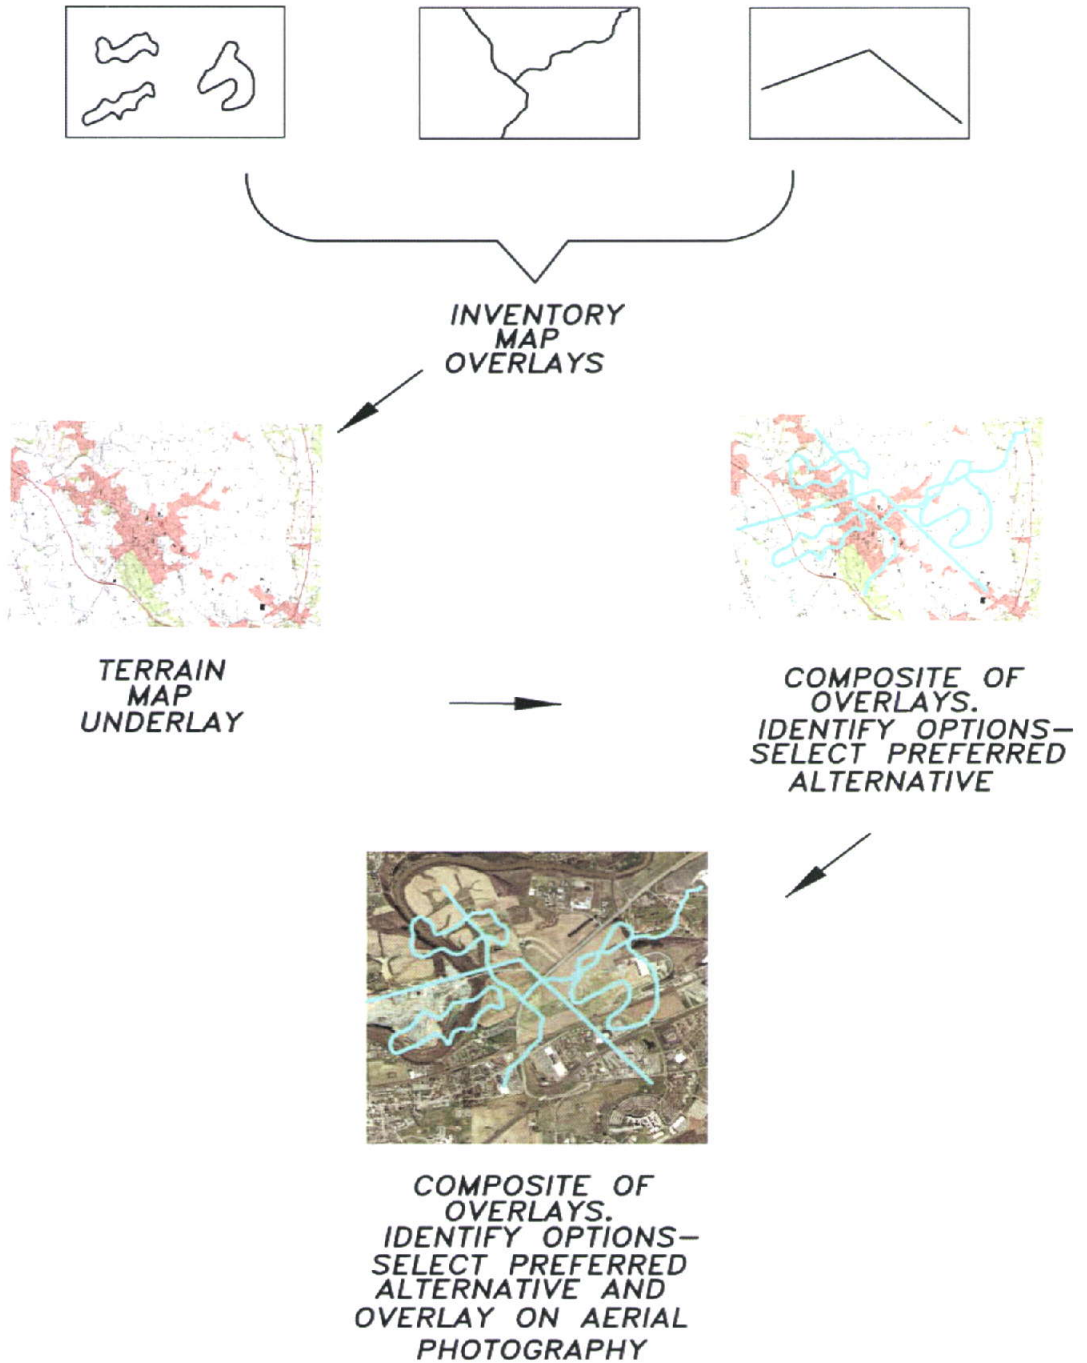 INVENTORY
MAP
OVERLAYS
TERRAIN
MAP
UNDERLAY
COMPOSITE OF
OVERLAYS.
IDENTIFY OPTIONS–
SELECT PREFERRED
ALTERNATIVE
COMPOSITE OF
OVERLAYS.
IDENTIFY OPTIONS–
SELECT PREFERRED
ALTERNATIVE AND
OVERLAY ON AERIAL
PHOTOGRAPHY